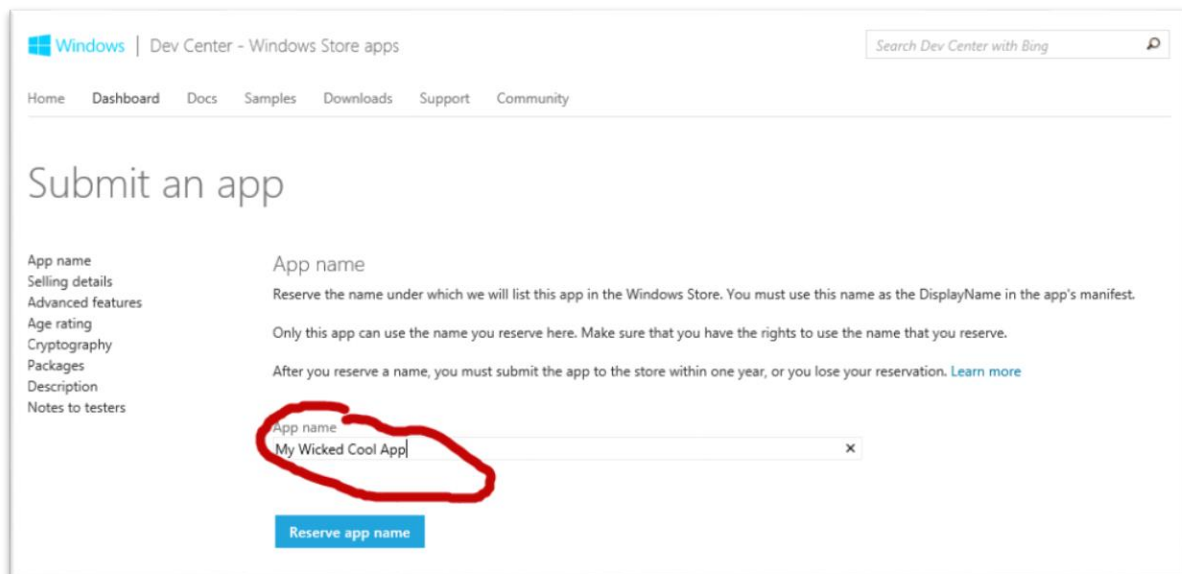 Windows | Dev Center - Windows Store apps
Search Dev Center with Bing
Home Dashboard Docs Samples Downloads Support Community
Submit an app
App name
Selling details
Advanced features
Age rating
Cryptography
Packages
Description
Notes to testers
App name
Reserve the name under which we will list this app in the Windows Store. You must use this name as the DisplayName in the app's manifest.
Only this app can use the name you reserve here. Make sure that you have the rights to use the name that you reserve.
After you reserve a name, you must submit the app to the store within one year, or you lose your reservation. Learn more
App name
My Wicked Cool App
Reserve app name